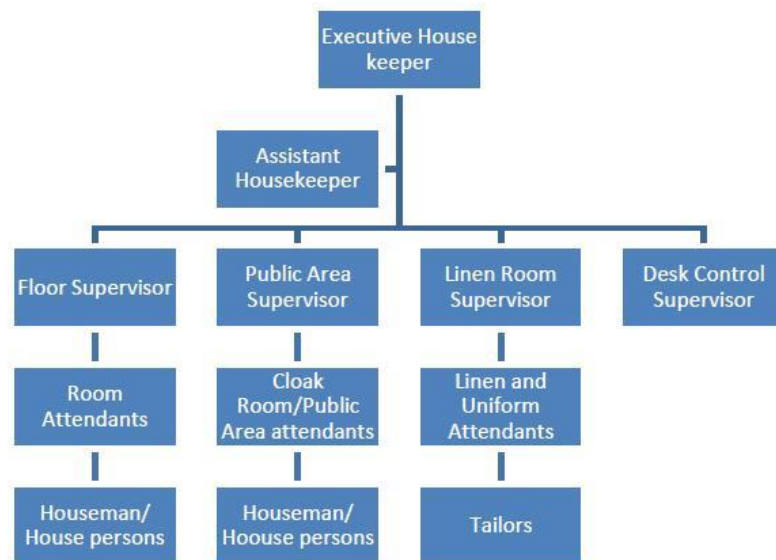 Executive House
keeper
Assistant
Housekeeper
Floor Supervisor
Public Area
Supervisor
Linen Room
Supervisor
Desk Control
Supervisor
Room
Attendants
Cloak
Room/Public
Area attendants
Linen and
Uniform
Attendants
Houseman/
House persons
Houseman/
Hoouse persons
Tailors